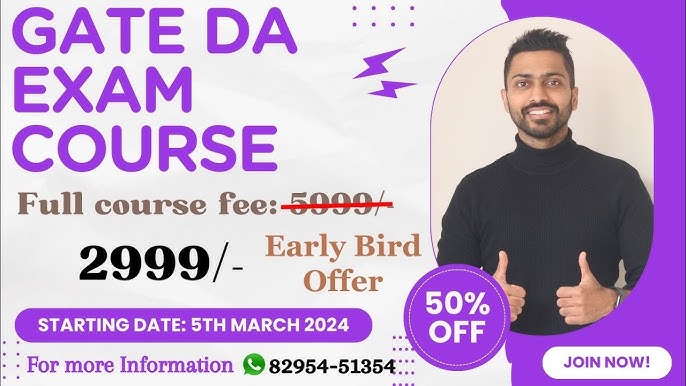 GATE DA
EXAM
COURSE
Full course fee: 5999/-
2999/-
Early Bird
Offer
50%
OFF
STARTING DATE: 5TH MARCH 2024
For more Information 82954-51354
JOIN NOW!